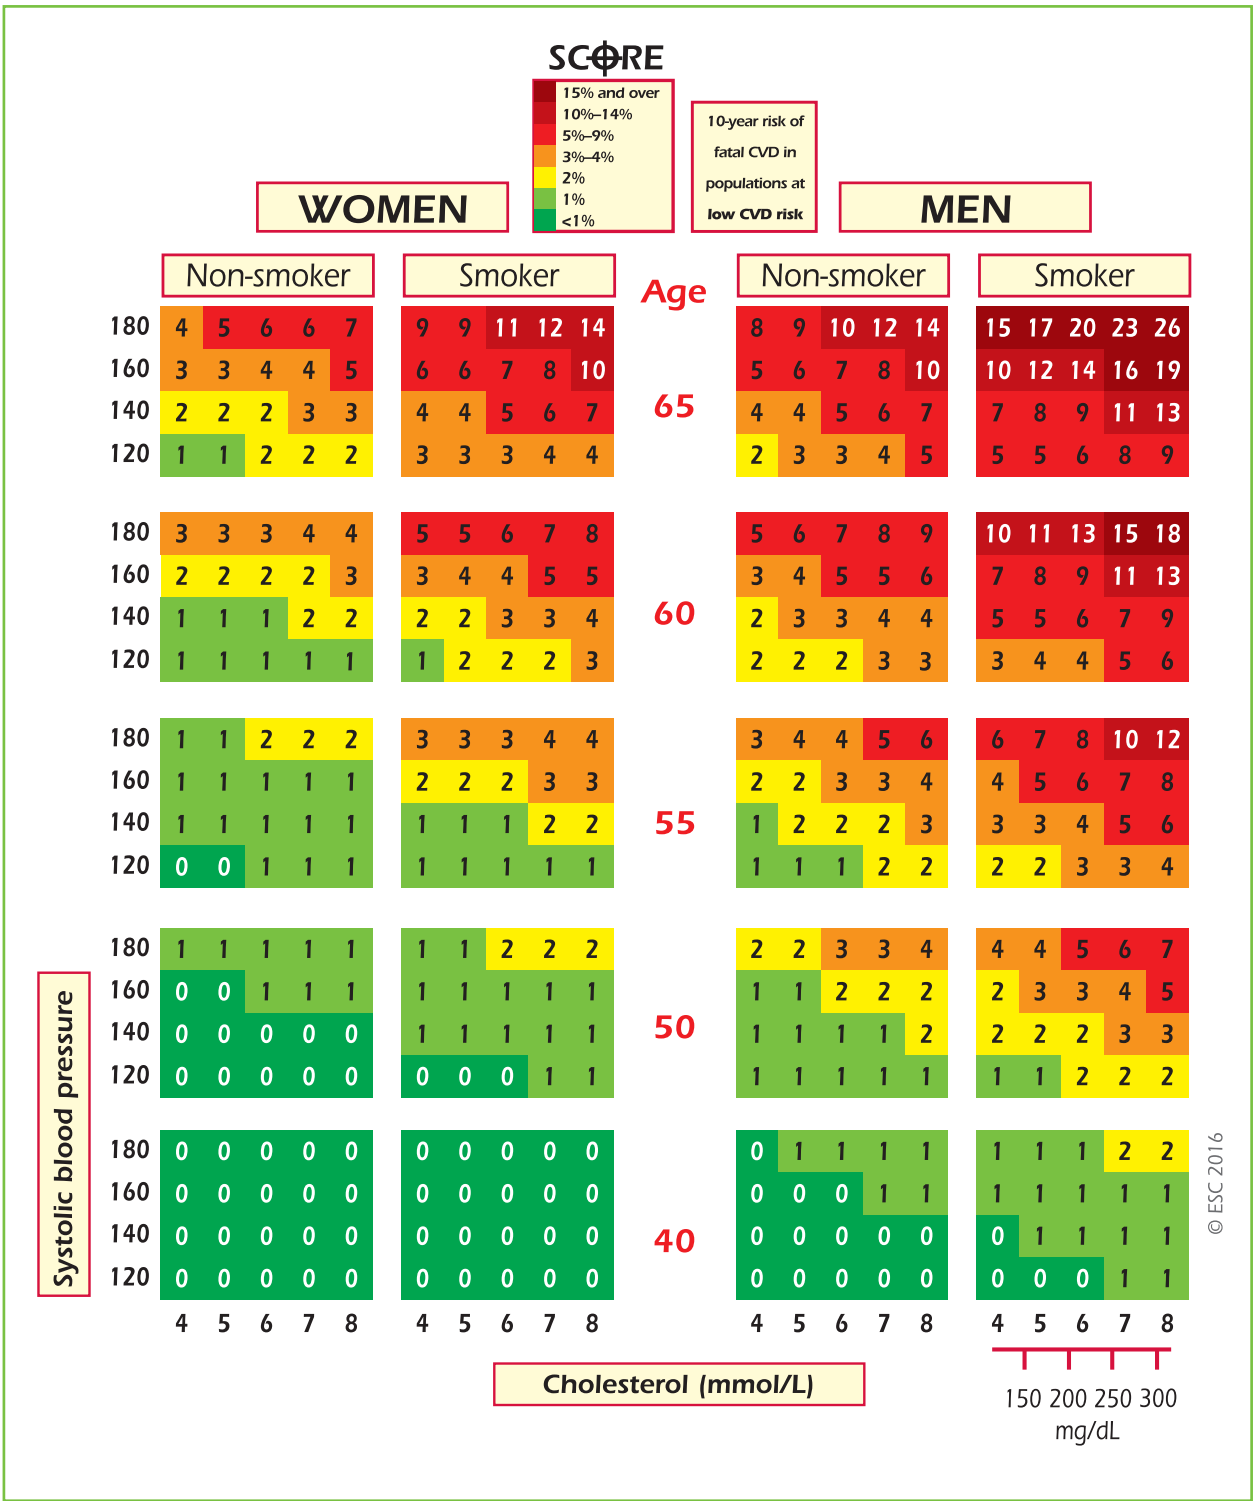 SCORE
15% and over
10%–14%
5%–9%
3%–4%
2%
1%
<1%
10-year risk of
fatal CVD in
populations at
low CVD risk
WOMEN MEN
Non-smoker Smoker Age Non-smoker Smoker
180 4 5 6 6 7 9 9 11 12 14 8 9 10 12 14 15 17 20 23 26
160 3 3 4 4 5 6 6 7 8 10 5 6 7 8 10 10 12 14 16 19
65
140 2 2 2 3 3 4 4 5 6 7 4 4 5 6 7 7 8 9 11 13
120 1 1 2 2 2 3 3 3 4 4 2 3 3 4 5 5 5 6 8 9
180 3 3 3 4 4 5 5 6 7 8 5 6 7 8 9 10 11 13 15 18
160 2 2 2 2 3 3 4 4 5 5 3 4 5 5 6 7 8 9 11 13
60
140 1 1 1 2 2 2 2 3 3 4 2 3 3 4 4 5 5 6 7 9
120 1 1 1 1 1 1 2 2 2 3 2 2 2 3 3 3 4 4 5 6
180 1 1 2 2 2 3 3 3 4 4 3 4 4 5 6 6 7 8 10 12
160 1 1 1 1 1 2 2 2 3 3 2 2 3 3 4 4 5 6 7 8
55
140 1 1 1 1 1 1 1 1 2 2 1 2 2 2 3 3 3 4 5 6
120 0 0 1 1 1 1 1 1 1 1 1 1 1 2 2 2 2 3 3 4
180 1 1 1 1 1 1 1 2 2 2 2 2 3 3 4 4 4 5 6 7
160 0 0 1 1 1 1 1 1 1 1 1 1 2 2 2 2 3 3 4 5
50
140 0 0 0 0 0 1 1 1 1 1 1 1 1 1 2 2 2 2 3 3
120 0 0 0 0 0 0 0 0 1 1 1 1 1 1 1 1 1 2 2 2
180 0 0 0 0 0 0 0 0 0 0 0 1 1 1 1 1 1 1 2 2
160 0 0 0 0 0 0 0 0 0 0 0 0 0 1 1 1 1 1 1 1
40
140 0 0 0 0 0 0 0 0 0 0 0 0 0 0 0 0 1 1 1 1
120 0 0 0 0 0 0 0 0 0 0 0 0 0 0 0 0 0 0 1 1
4 5 6 7 8 4 5 6 7 8 4 5 6 7 8 4 5 6 7 8
Systolic blood pressure
Cholesterol (mmol/L)
150 200 250 300
mg/dL
© ESC 2016